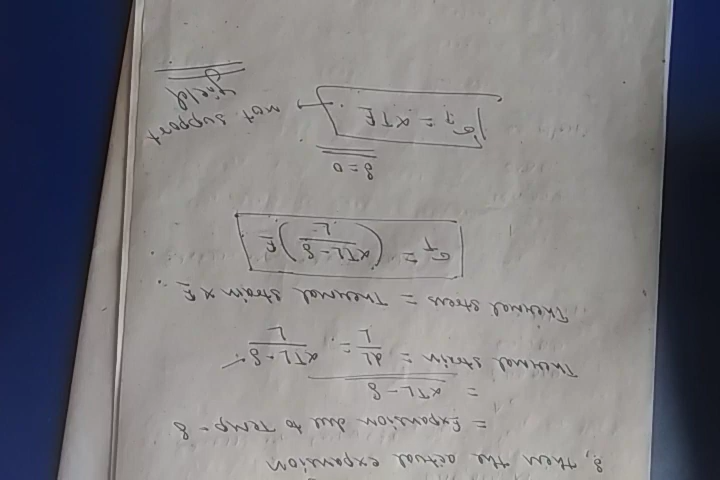 δ, then the actual expansion
= Expansion due to Temp - δ
= αTL - δ
Thermal strain = dL/L = (αTL - δ)/L
Thermal stress = Thermal strain × E
σT = ((αTL - δ)/L) E
δ = 0
σT = αTE → not support yield